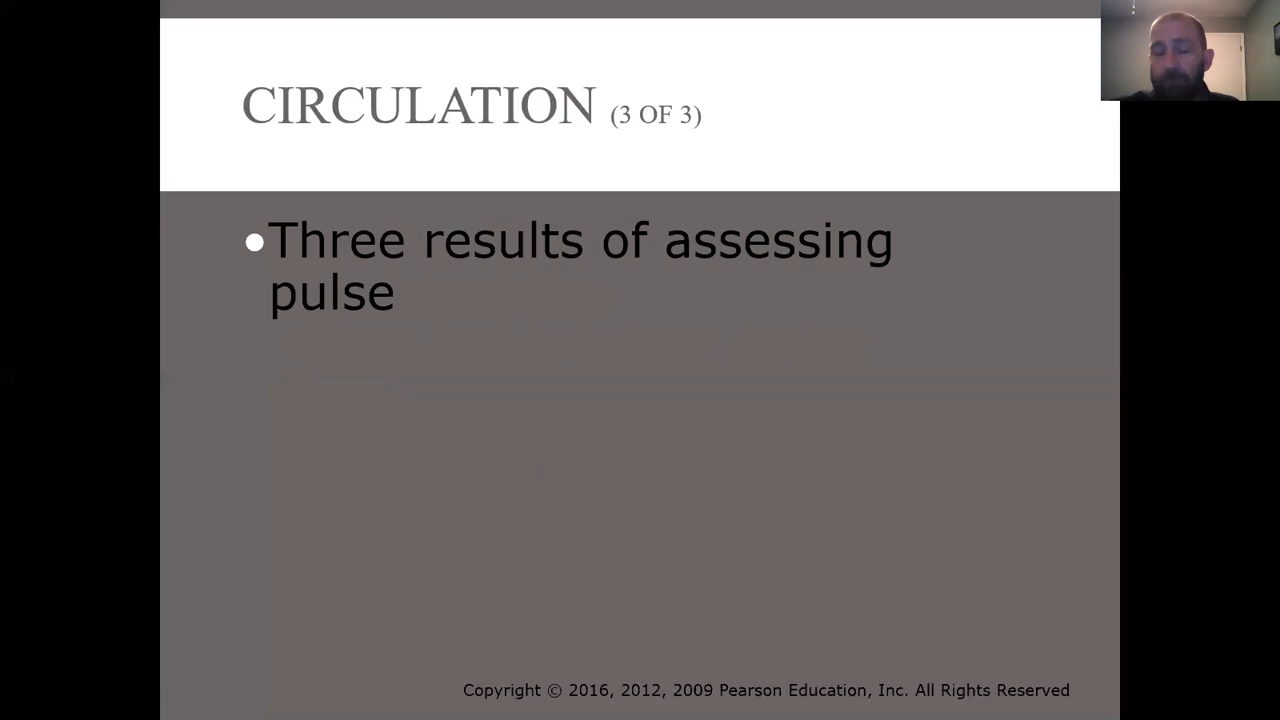 CIRCULATION (3 OF 3)
•Three results of assessing
pulse
Copyright © 2016, 2012, 2009 Pearson Education, Inc. All Rights Reserved